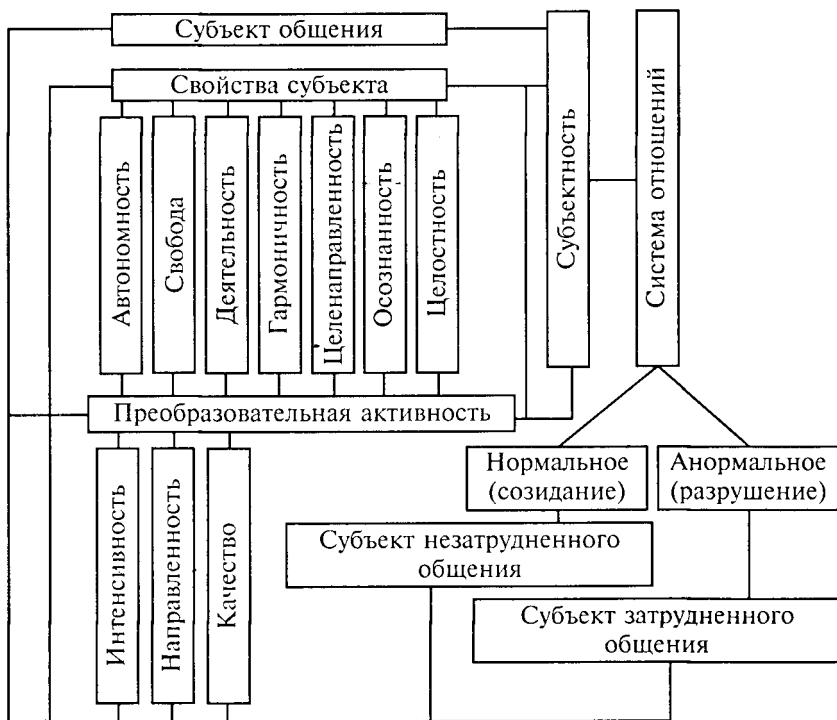 Субъект общения
Свойства субъекта
Автономность
Свобода
Деятельность
Гармоничность
Целенаправленность
Осознанность
Целостность
Субъектность
Система отношений
Преобразовательная активность
Интенсивность
Направленность
Качество
Нормальное
(созидание)
Анормальное
(разрушение)
Субъект незатрудненного
общения
Субъект затрудненного
общения